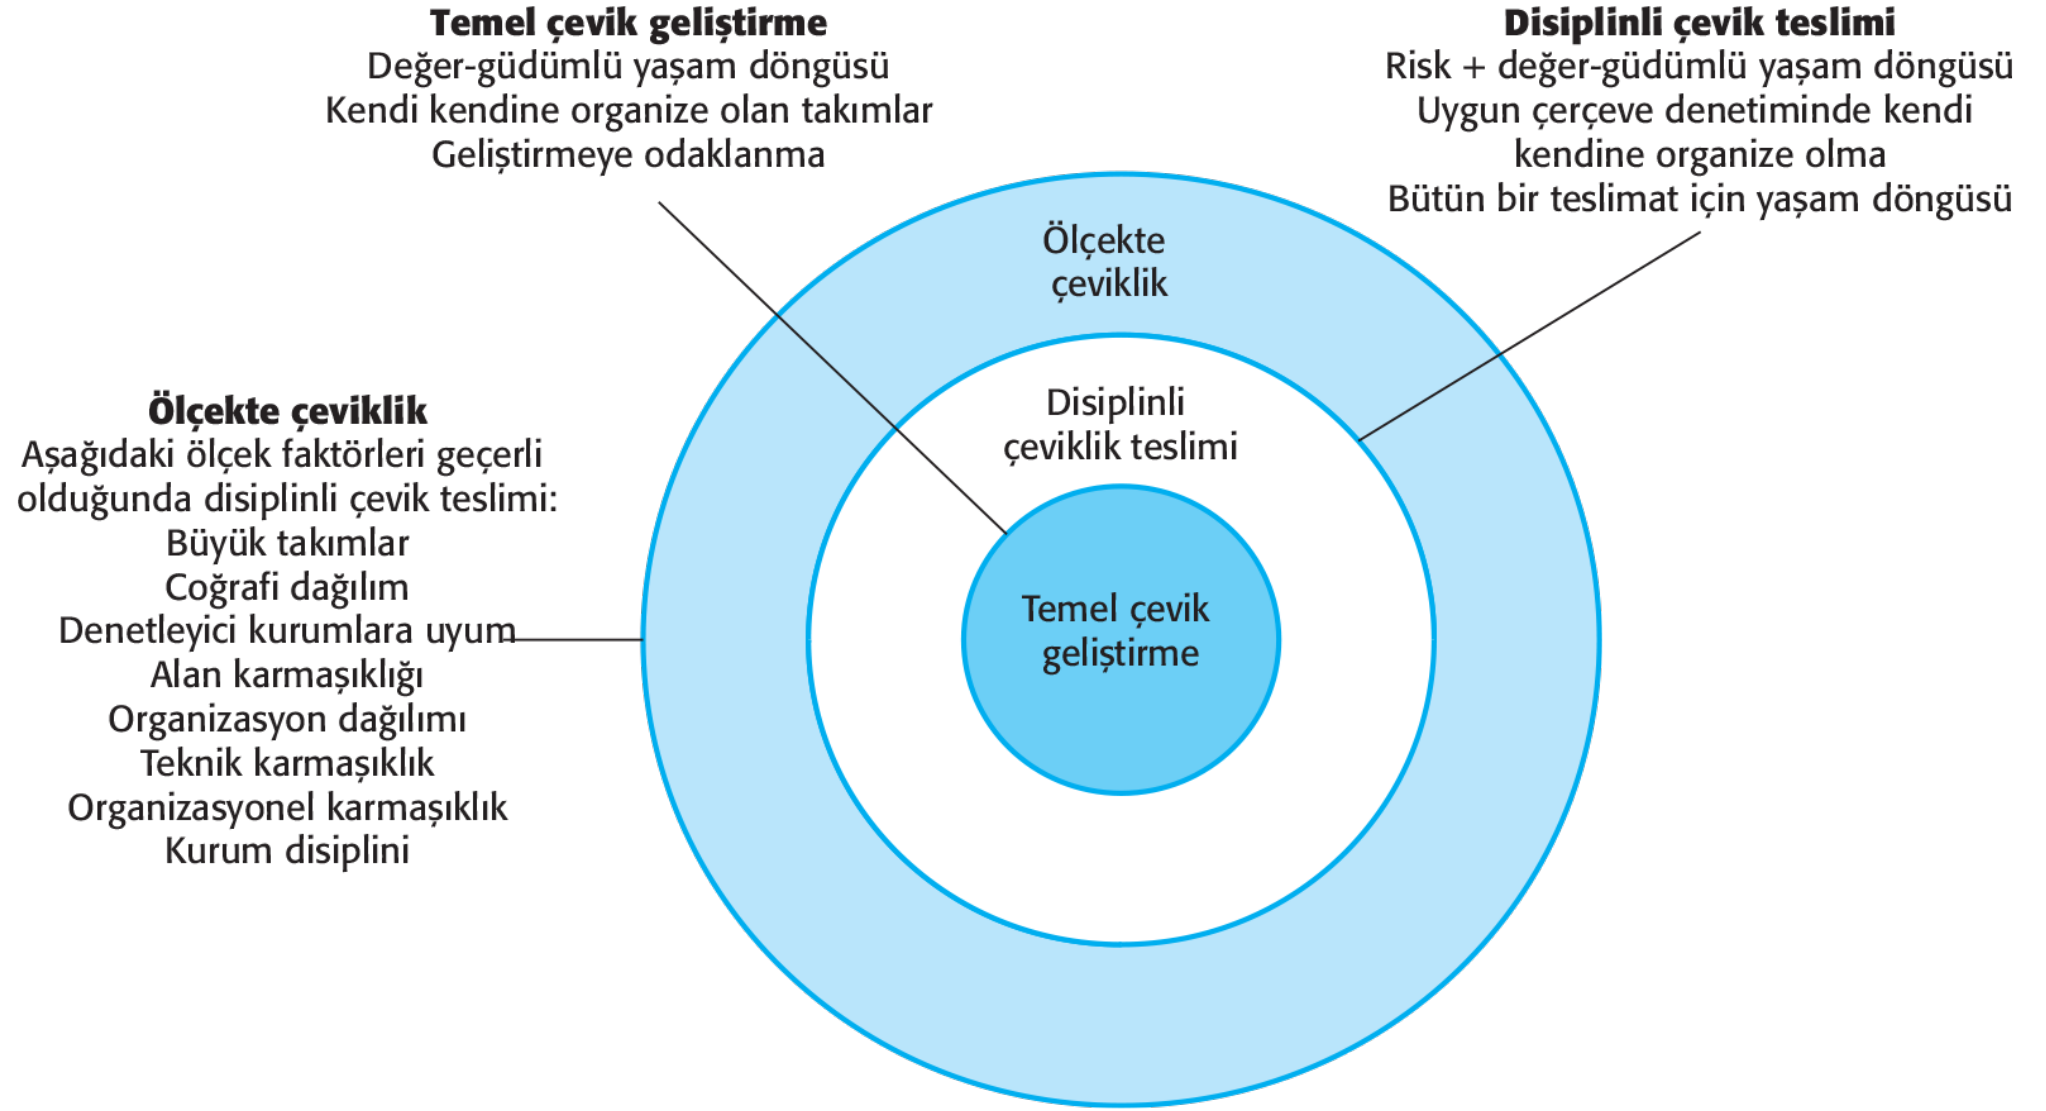 Temel çevik geliştirme
Değer-güdümlü yaşam döngüsü
Kendi kendine organize olan takımlar
Geliştirmeye odaklanma
Disiplinli çevik teslimi
Risk + değer-güdümlü yaşam döngüsü
Uygun çerçeve denetiminde kendi
kendine organize olma
Bütün bir teslimat için yaşam döngüsü
Ölçekte
çeviklik
Disiplinli
çeviklik teslimi
Temel çevik
geliştirme
Ölçekte çeviklik
Aşağıdaki ölçek faktörleri geçerli
olduğunda disiplinli çevik teslimi:
Büyük takımlar
Coğrafi dağılım
Denetleyici kurumlara uyum
Alan karmaşıklığı
Organizasyon dağılımı
Teknik karmaşıklık
Organizasyonel karmaşıklık
Kurum disiplini